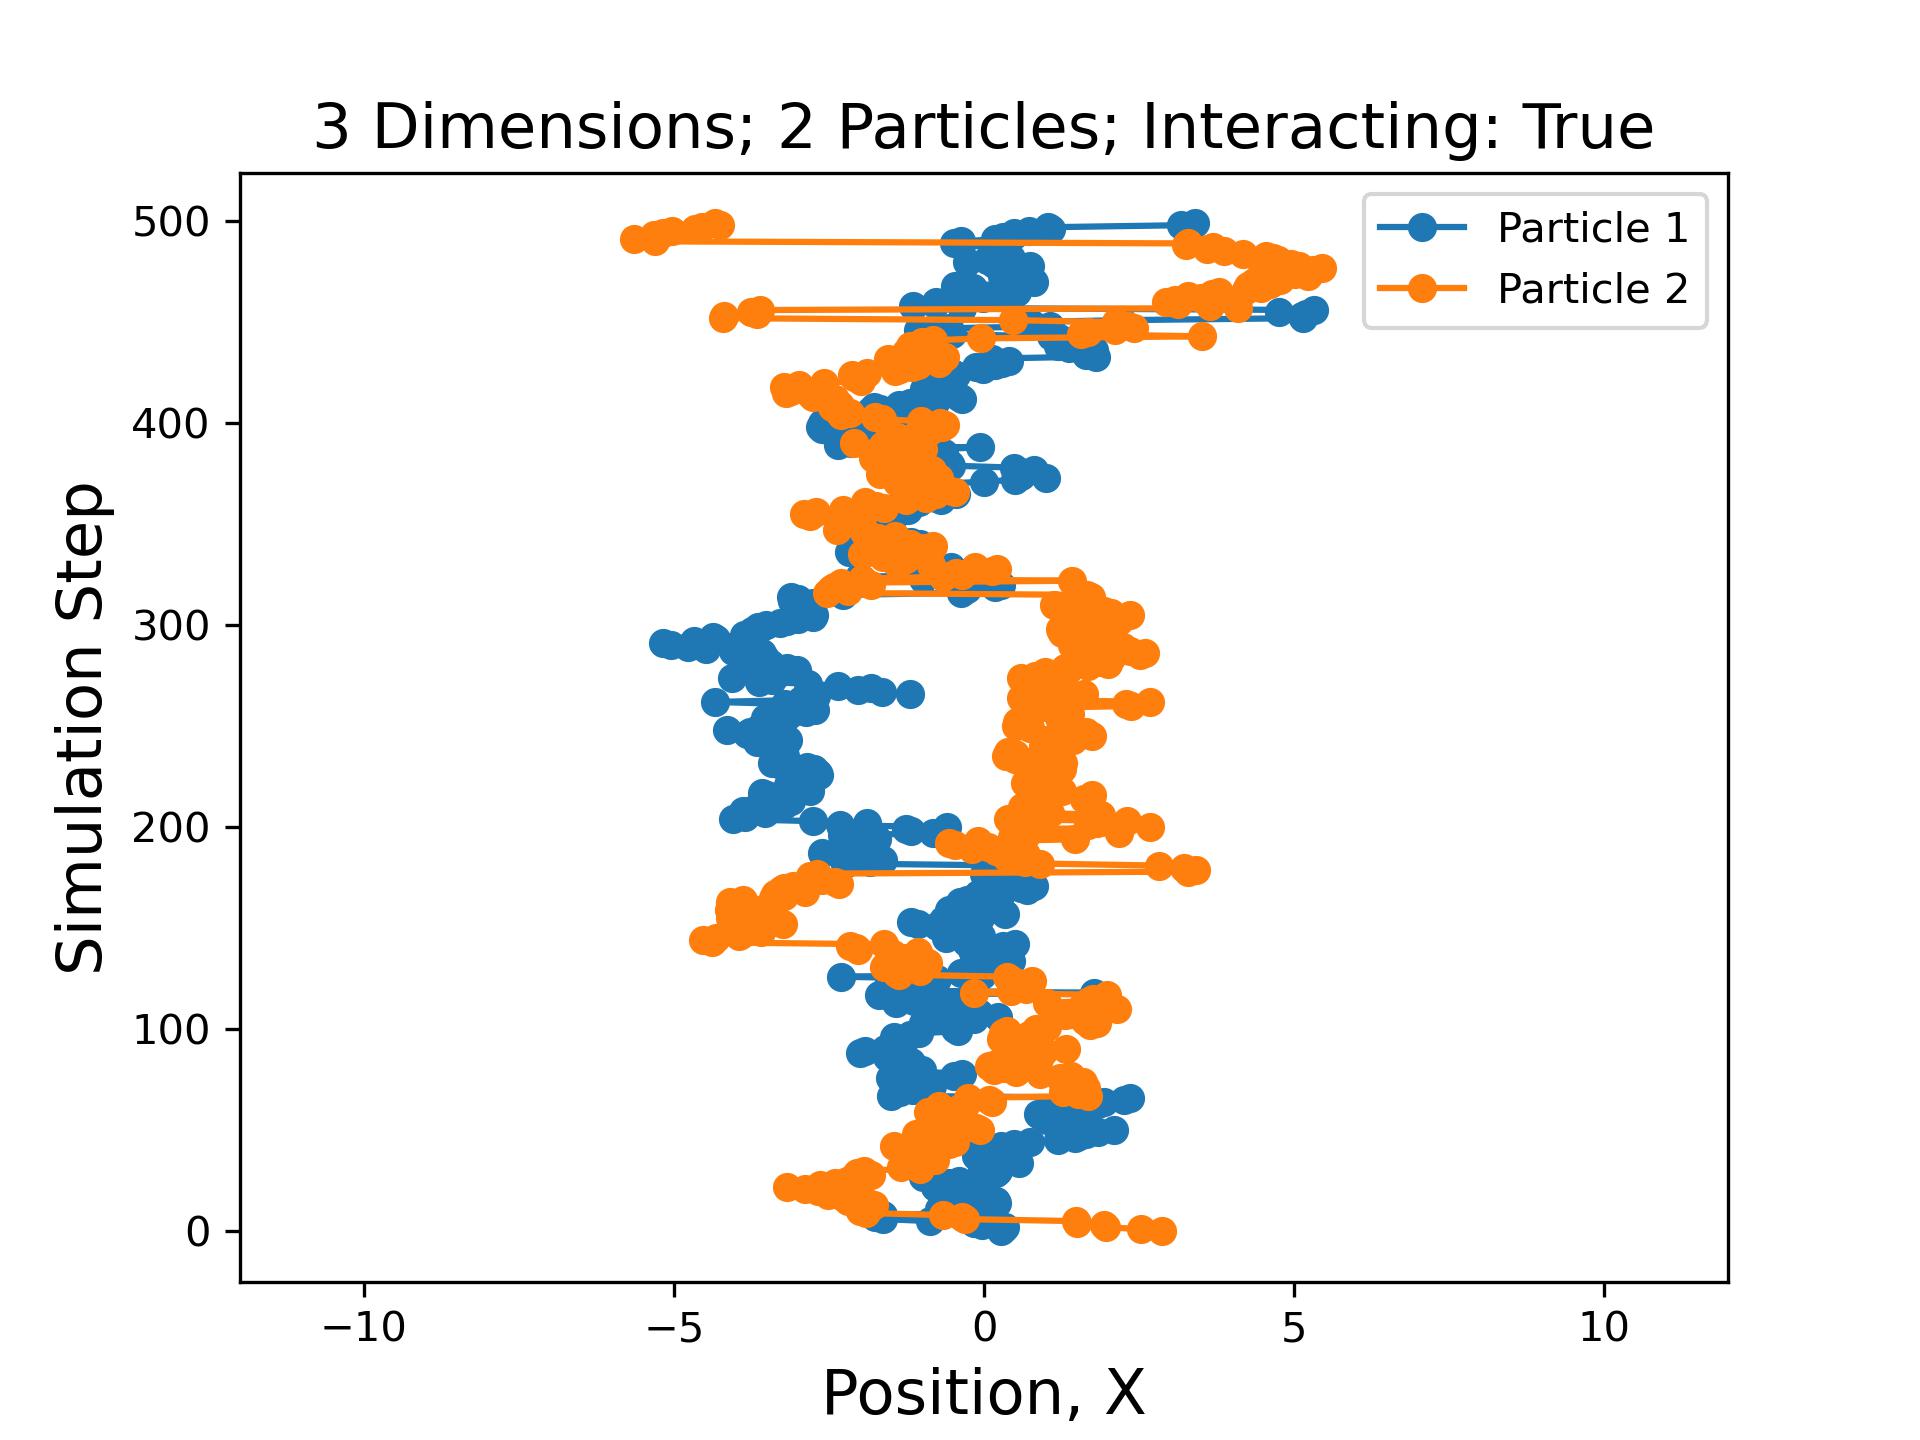 3 Dimensions; 2 Particles; Interacting: True
Particle 1
Particle 2
Simulation Step
500
400
300
200
100
0
−10
−5
0
5
10
Position, X